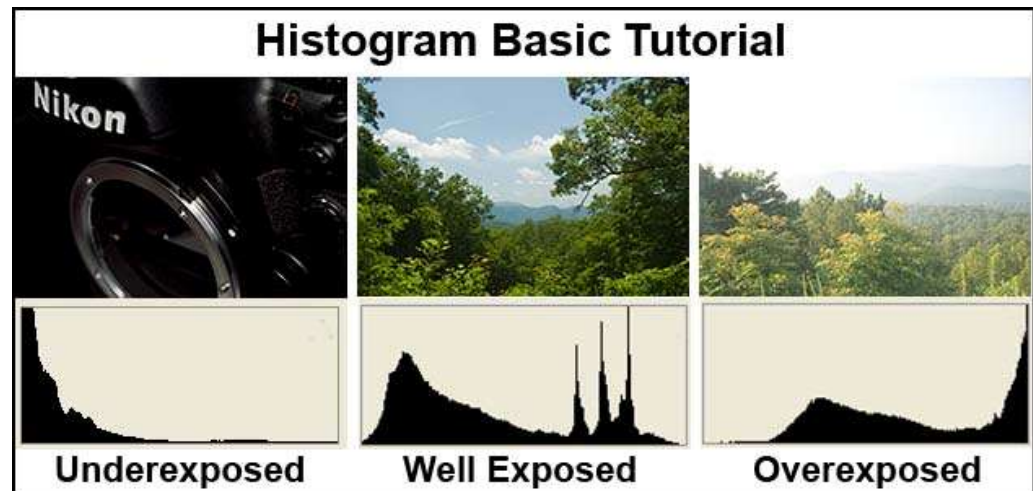 Histogram Basic Tutorial
Nikon
Underexposed
Well Exposed
Overexposed